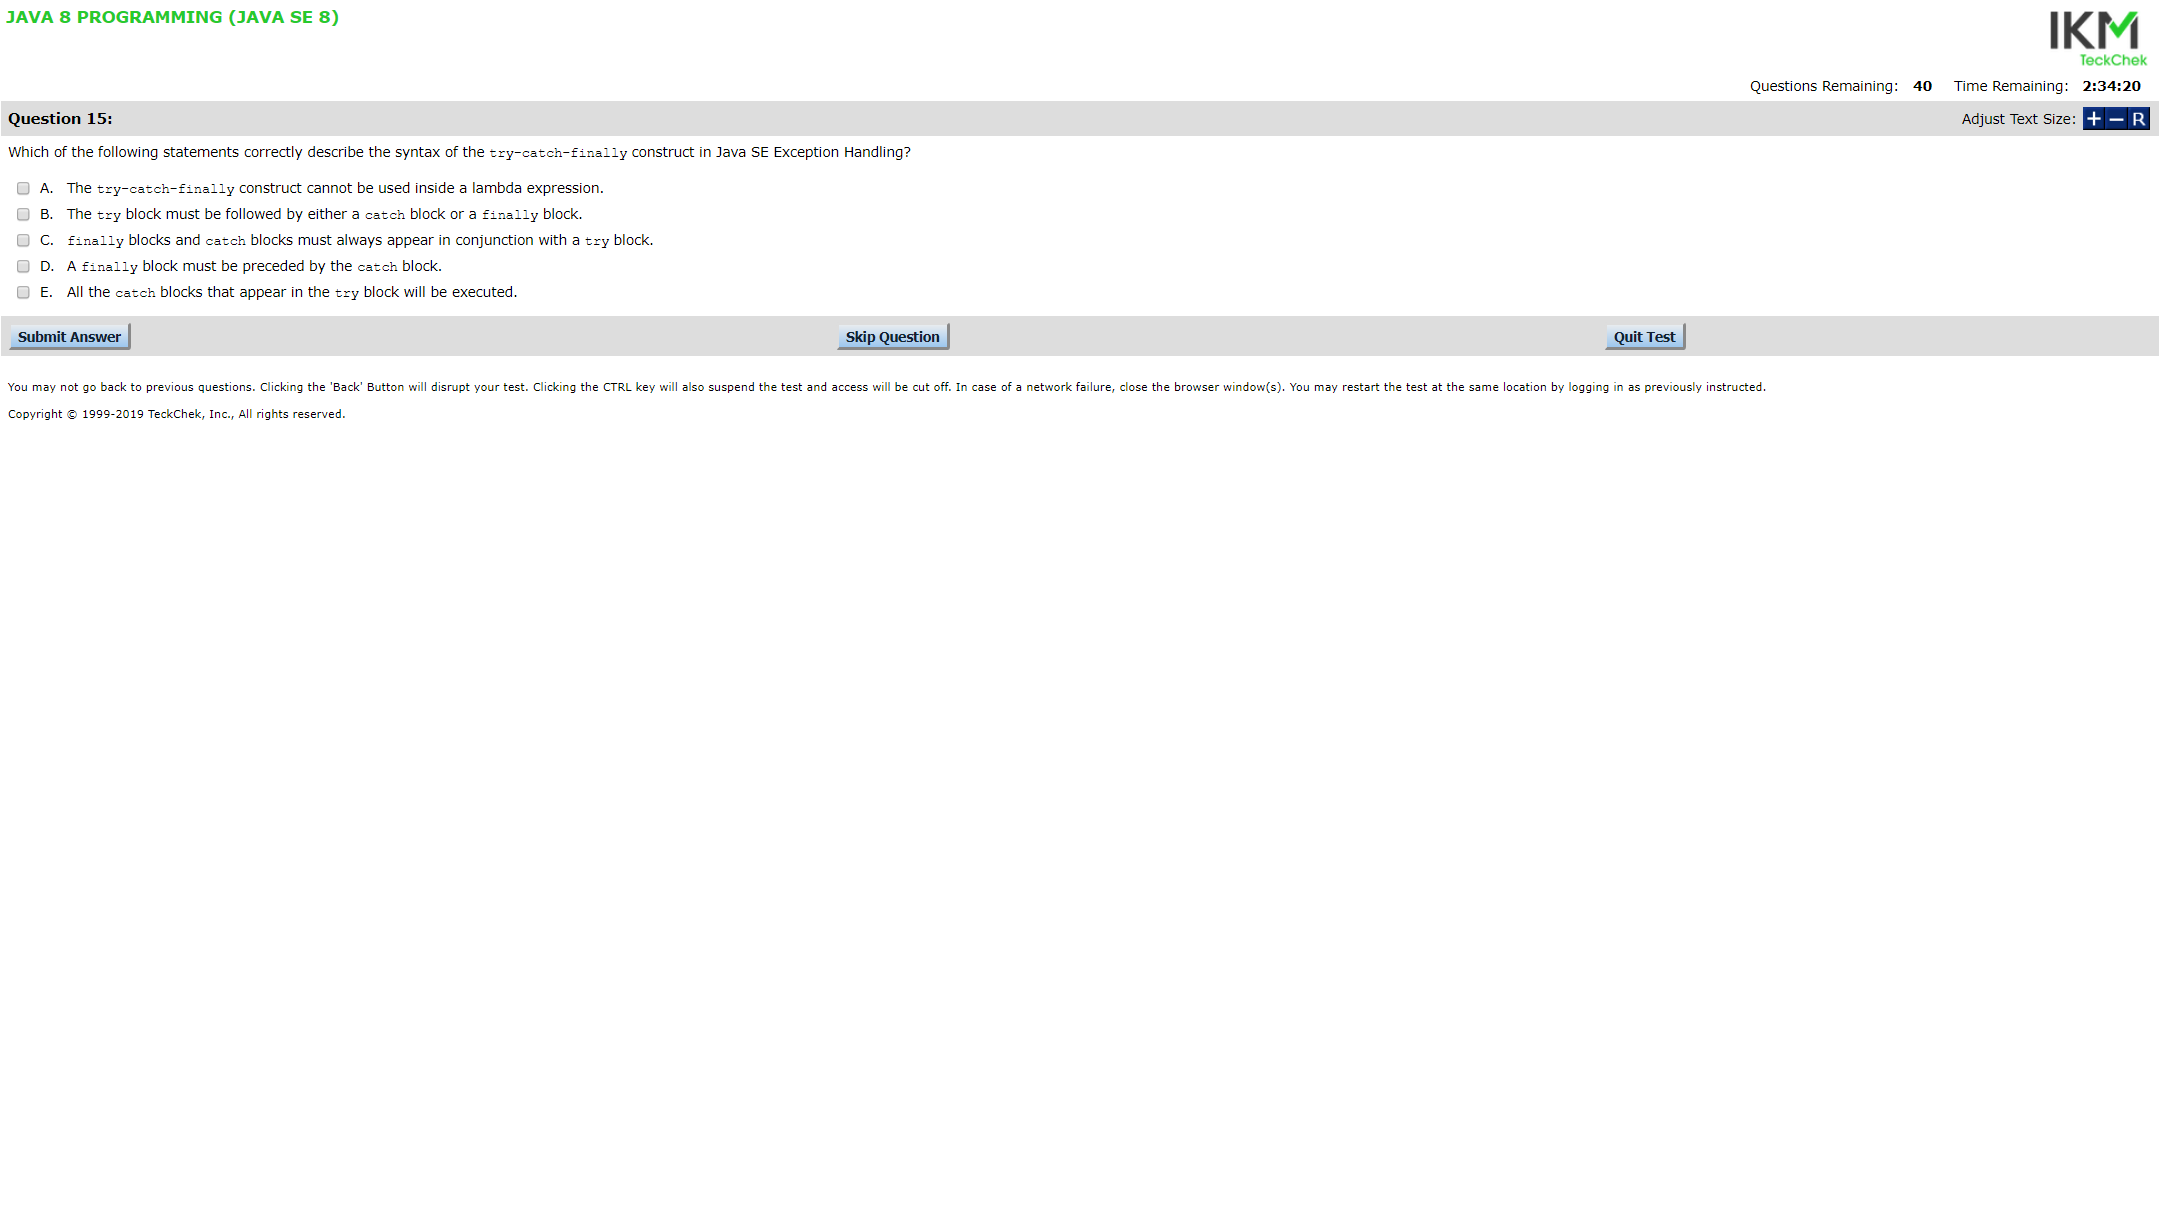 JAVA 8 PROGRAMMING (JAVA SE 8)
IKM
TeckChek
Questions Remaining: 40 Time Remaining: 2:34:20
Question 15: Adjust Text Size: + − R
Which of the following statements correctly describe the syntax of the try-catch-finally construct in Java SE Exception Handling?
A. The try-catch-finally construct cannot be used inside a lambda expression.
B. The try block must be followed by either a catch block or a finally block.
C. finally blocks and catch blocks must always appear in conjunction with a try block.
D. A finally block must be preceded by the catch block.
E. All the catch blocks that appear in the try block will be executed.
Submit Answer Skip Question Quit Test
You may not go back to previous questions. Clicking the 'Back' Button will disrupt your test. Clicking the CTRL key will also suspend the test and access will be cut off. In case of a network failure, close the browser window(s). You may restart the test at the same location by logging in as previously instructed.
Copyright © 1999-2019 TeckChek, Inc., All rights reserved.